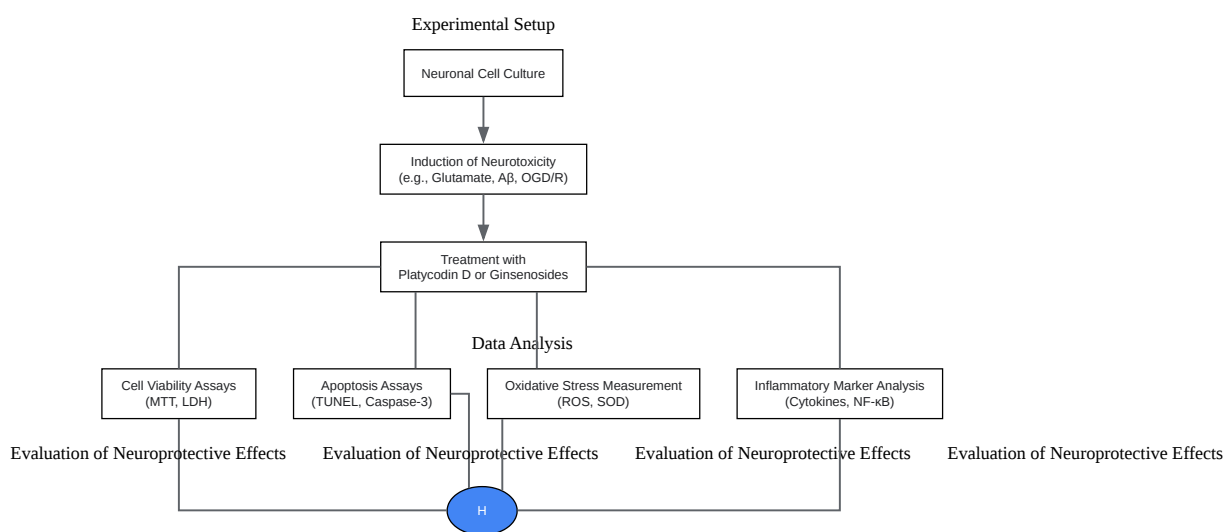 Experimental Setup
Neuronal Cell Culture
Induction of Neurotoxicity
(e.g., Glutamate, Aβ, OGD/R)
Treatment with
Platycodin D or Ginsenosides
Data Analysis
Cell Viability Assays
(MTT, LDH)
Apoptosis Assays
(TUNEL, Caspase-3)
Oxidative Stress Measurement
(ROS, SOD)
Inflammatory Marker Analysis
(Cytokines, NF-κB)
Evaluation of Neuroprotective Effects
Evaluation of Neuroprotective Effects
Evaluation of Neuroprotective Effects
Evaluation of Neuroprotective Effects
H